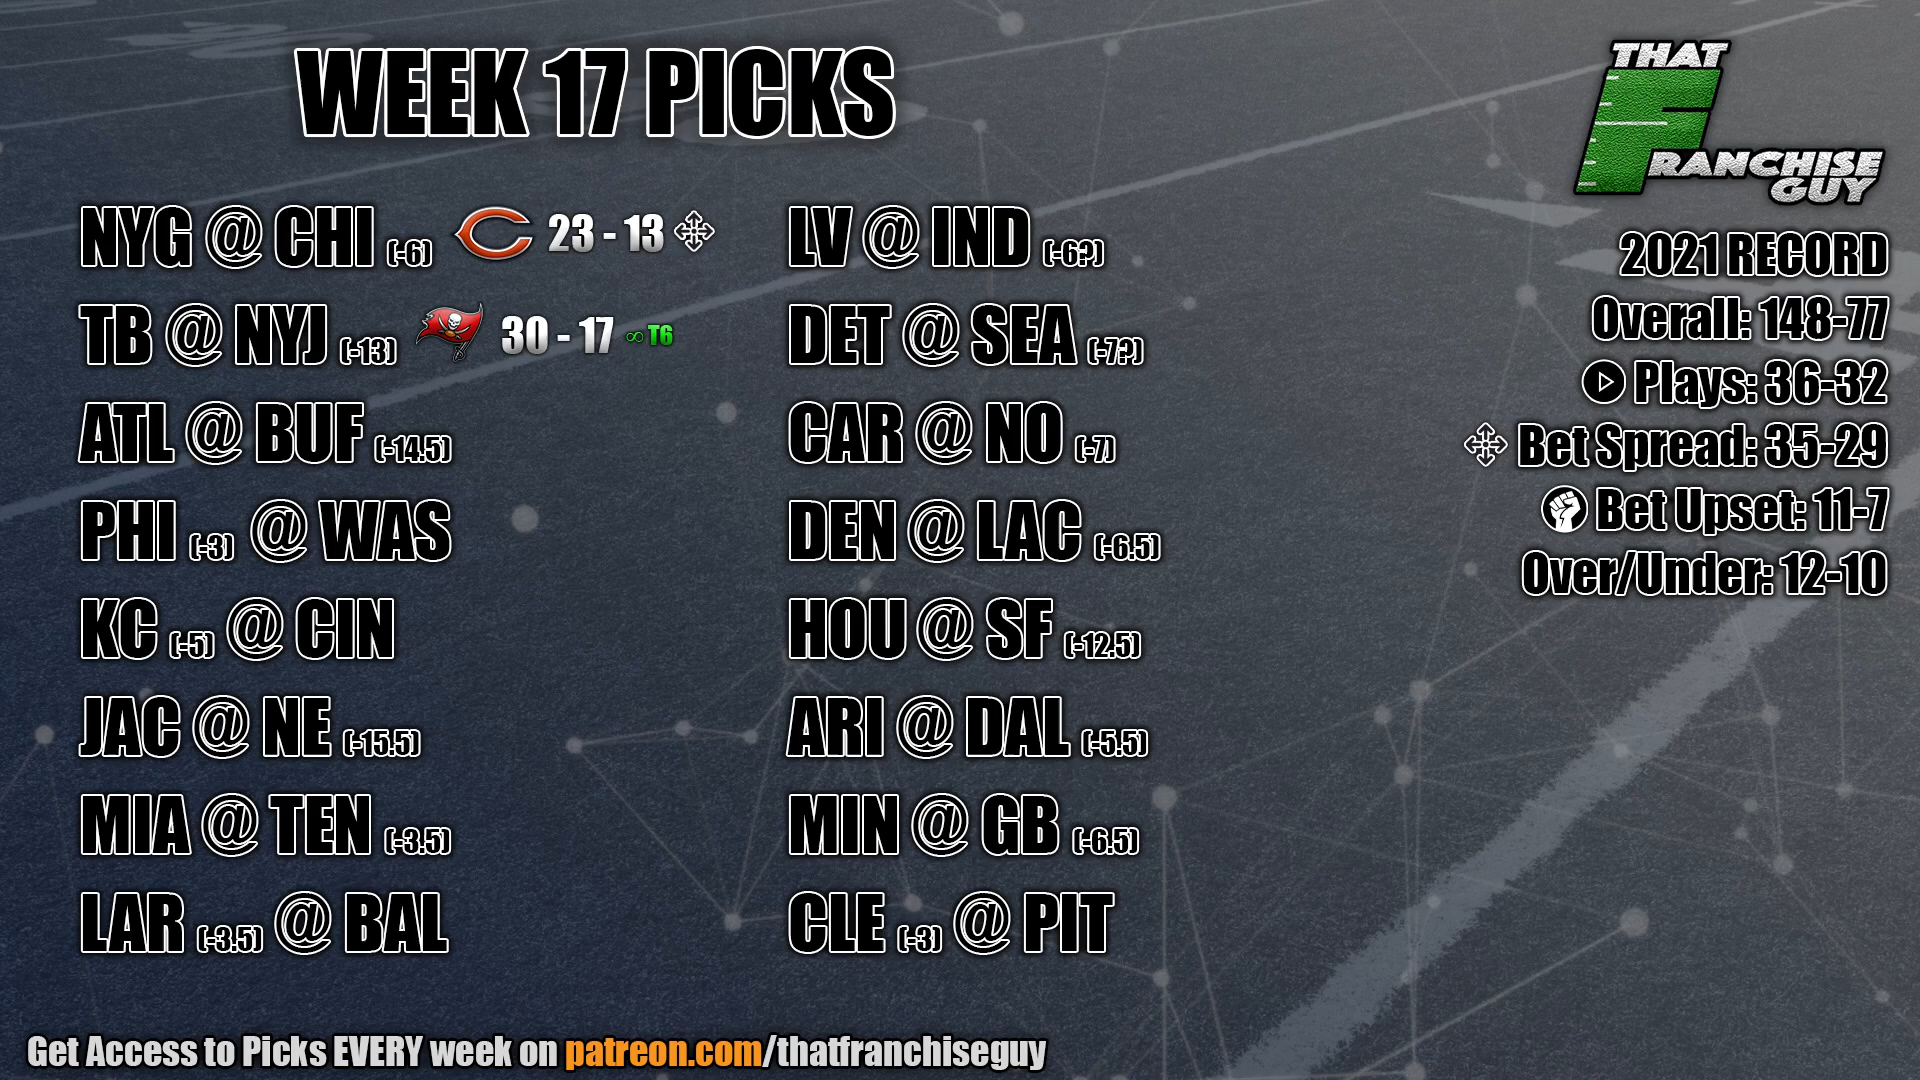 WEEK 17 PICKS
NYG @ CHI (-6) 23 - 13
TB @ NYJ (-13) 30 - 17 ∞ T6
ATL @ BUF (-14.5)
PHI (-3) @ WAS
KC (-5) @ CIN
JAC @ NE (-15.5)
MIA @ TEN (-3.5)
LAR (-3.5) @ BAL
LV @ IND (-6?)
DET @ SEA (-7?)
CAR @ NO (-7)
DEN @ LAC (-6.5)
HOU @ SF (-12.5)
ARI @ DAL (-5.5)
MIN @ GB (-6.5)
CLE (-3) @ PIT
THAT
FRANCHISE
GUY
2021 RECORD
Overall: 148-77
Plays: 36-32
Bet Spread: 35-29
Bet Upset: 11-7
Over/Under: 12-10
Get Access to Picks EVERY week on patreon.com/thatfranchiseguy